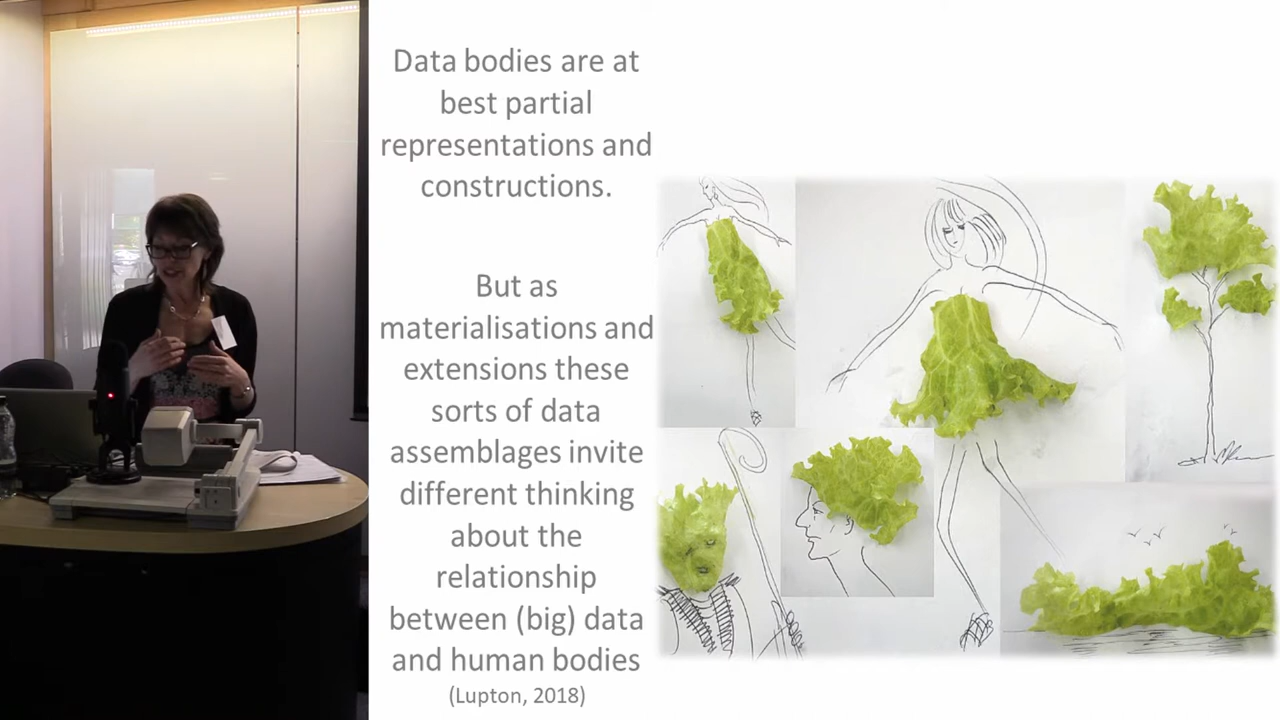 Data bodies are at
best partial
representations and
constructions.
But as
materialisations and
extensions these
sorts of data
assemblages invite
different thinking
about the
relationship
between (big) data
and human bodies
(Lupton, 2018)